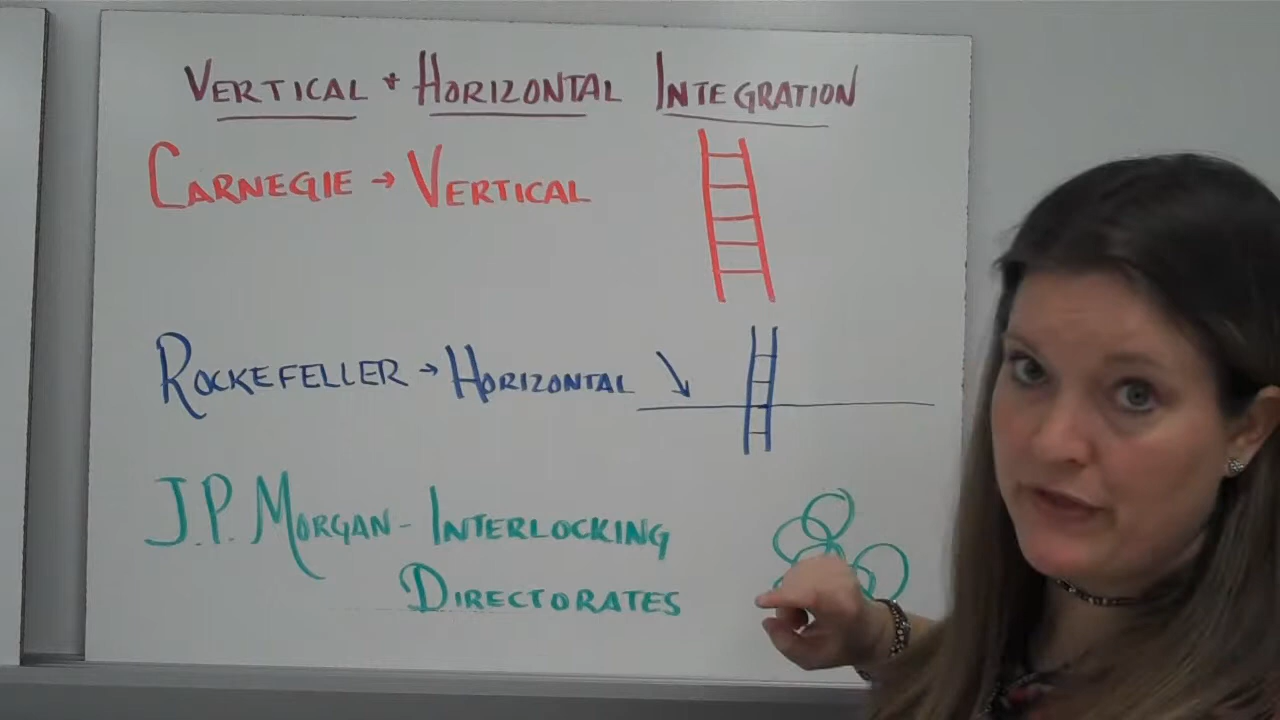 VERTICAL + HORIZONTAL INTEGRATION
CARNEGIE → VERTICAL
ROCKEFELLER → HORIZONTAL
J.P. MORGAN - INTERLOCKING
DIRECTORATES